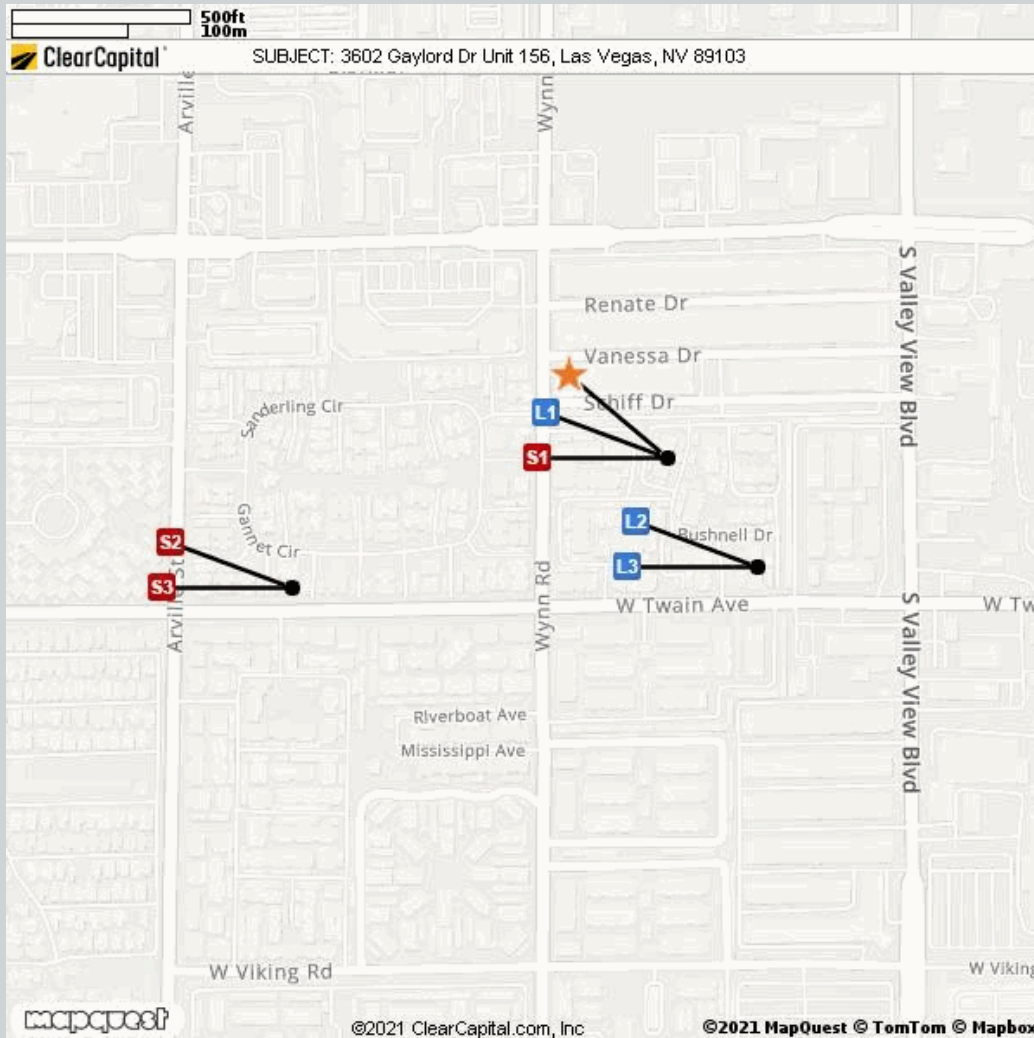 500ft
100m
ClearCapital
SUBJECT: 3602 Gaylord Dr Unit 156, Las Vegas, NV 89103
Arville
Wynn
S Valley View Blvd
Renate Dr
Vanessa Dr
Schiff Dr
L1
Sanderling Cir
S1
Gannet Cir
L2
Bushnell Dr
S2
L3
S3
Arville St
Wynn Rd
W Twain Ave
W Tw
S Valley View Blvd
Riverboat Ave
Mississippi Ave
W Viking Rd
W Viking
mapquest
©2021 ClearCapital.com, Inc
©2021 MapQuest © TomTom © Mapbox